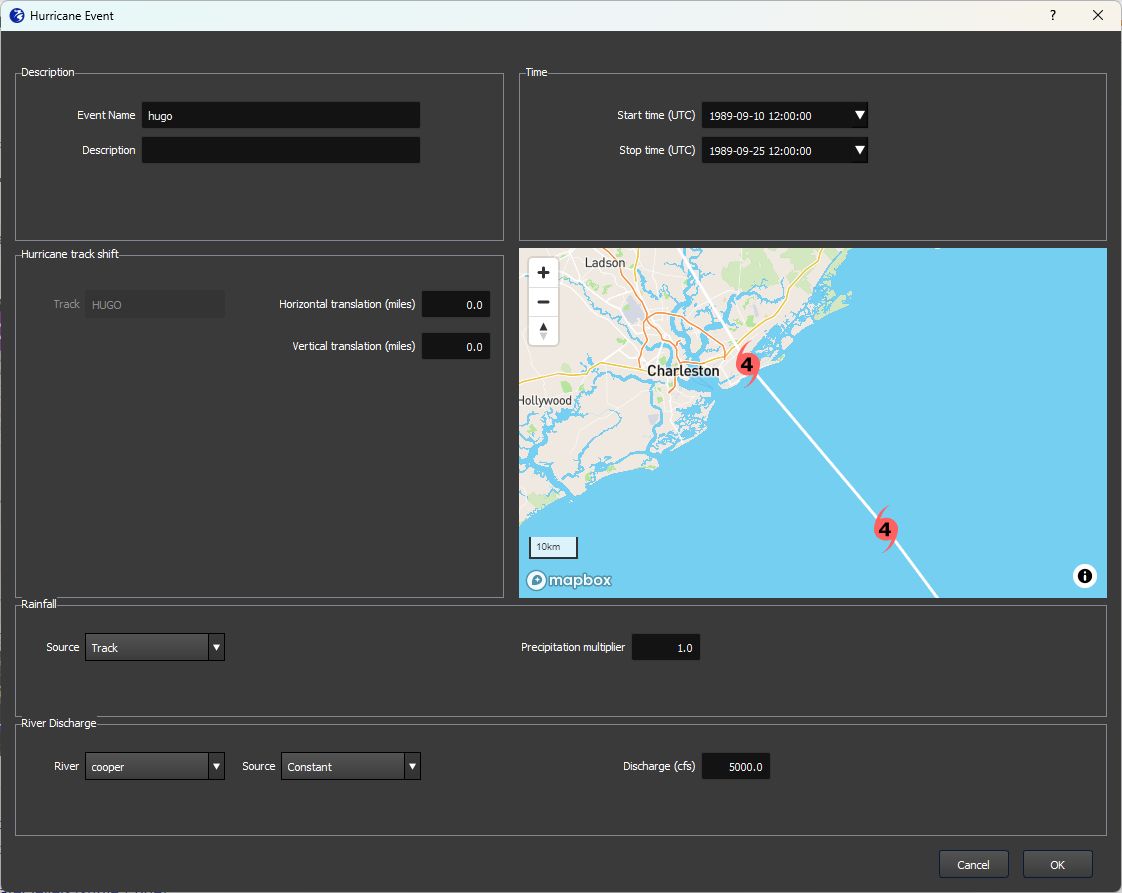 Hurricane Event
?
Description
Event Name hugo
Description
Time
Start time (UTC) 1989-09-10 12:00:00
Stop time (UTC) 1989-09-25 12:00:00
Hurricane track shift
Track HUGO
Horizontal translation (miles) 0.0
Vertical translation (miles) 0.0
Ladson
Charleston
Hollywood
4
4
10km
mapbox
Rainfall
Source Track
Precipitation multiplier 1.0
River Discharge
River cooper Source Constant Discharge (cfs) 5000.0
Cancel OK